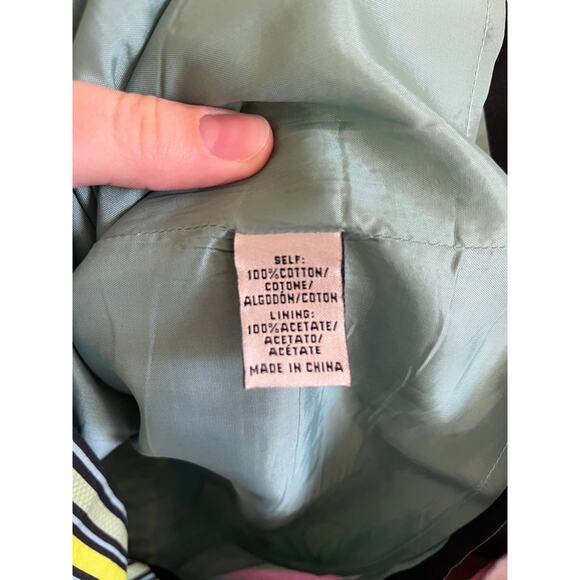 SELF:
100%COTTON/
COTONE/
ALGODÓN/COTON
LINING:
100%ACETATE/
ACETATO/
ACÉTATE
MADE IN CHINA